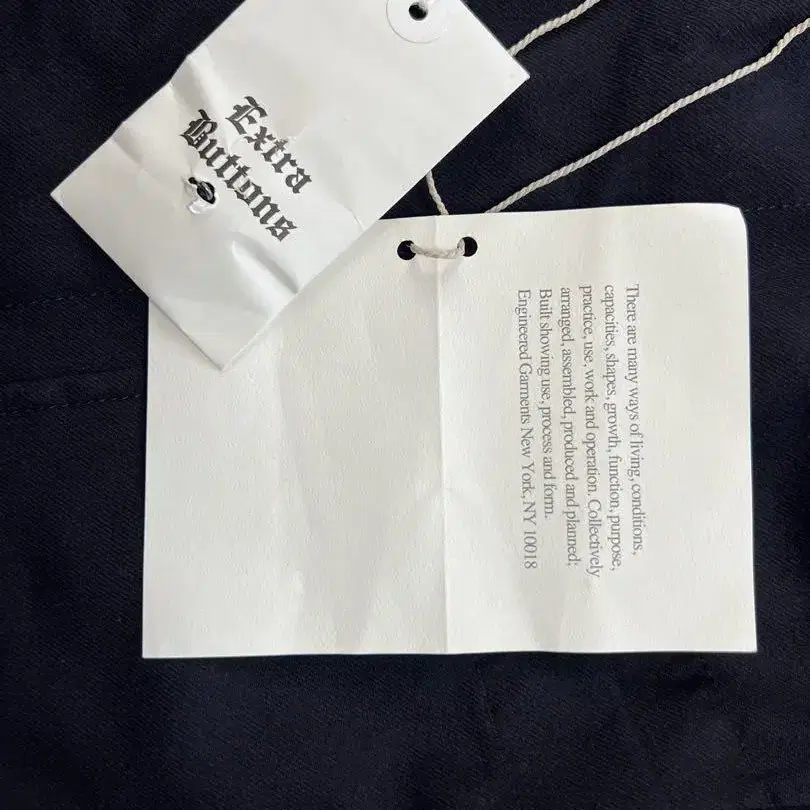 Extra
Buttons
There are many ways of living, conditions,
capacities, shapes, growth, function, purpose,
practice, use, work and operation. Collectively
arranged, assembled, produced and planned;
Built showing use, process and form.
Engineered Garments New York, NY 10018